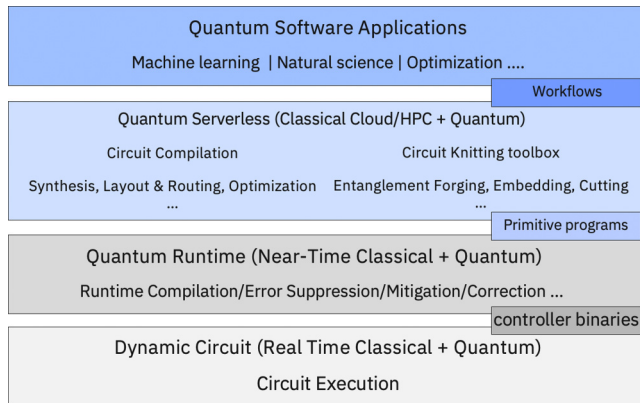 Quantum Software Applications
Machine learning | Natural science | Optimization ....
Workflows
Quantum Serverless (Classical Cloud/HPC + Quantum)
Circuit Compilation
Circuit Knitting toolbox
Synthesis, Layout & Routing, Optimization
...
Entanglement Forging, Embedding, Cutting
...
Primitive programs
Quantum Runtime (Near-Time Classical + Quantum)
Runtime Compilation/Error Suppression/Mitigation/Correction ...
controller binaries
Dynamic Circuit (Real Time Classical + Quantum)
Circuit Execution